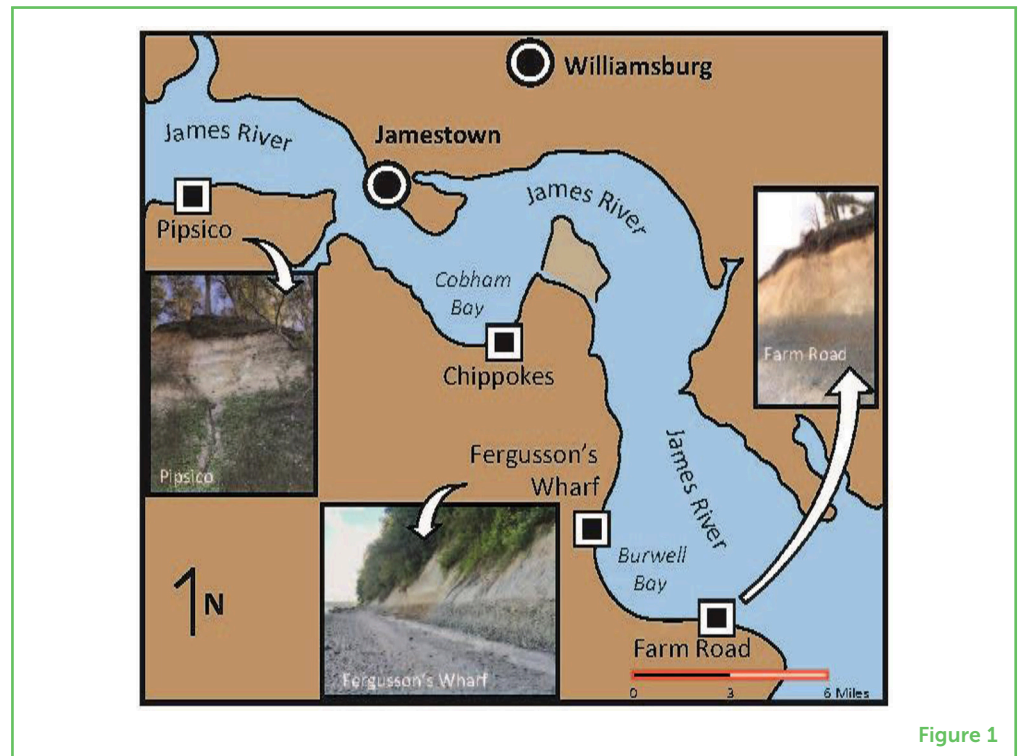 Williamsburg
James River
Jamestown
James River
Pipsico
Cobham
Bay
Farm Road
Chippokes
Pipsico
Fergusson's
Wharf
James River
Burwell
Bay
N
Farm Road
Fergusson's Wharf
0 3 6 Miles
Figure 1